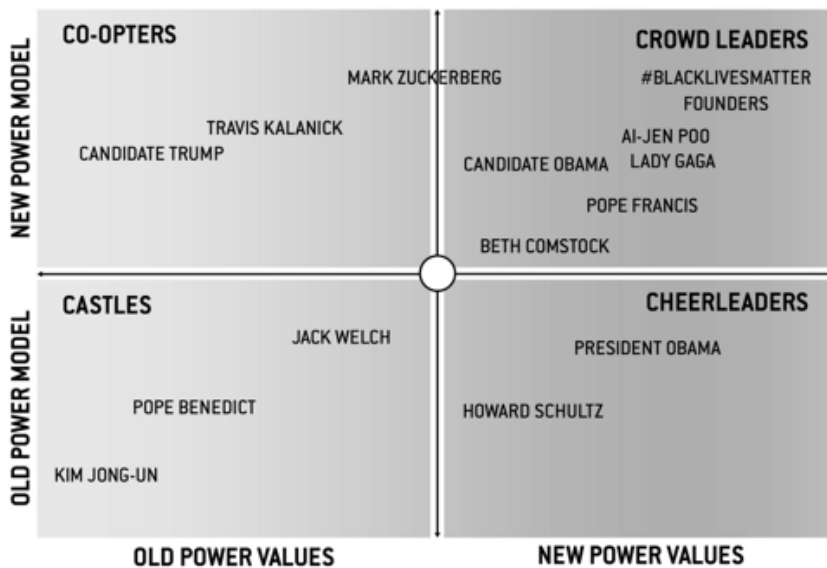 CO-OPTERS
MARK ZUCKERBERG
TRAVIS KALANICK
CANDIDATE TRUMP
CROWD LEADERS
#BLACKLIVESMATTER
FOUNDERS
AI-JEN POO
LADY GAGA
CANDIDATE OBAMA
POPE FRANCIS
BETH COMSTOCK
NEW POWER MODEL
CASTLES
JACK WELCH
POPE BENEDICT
KIM JONG-UN
CHEERLEADERS
PRESIDENT OBAMA
HOWARD SCHULTZ
OLD POWER MODEL
OLD POWER VALUES
NEW POWER VALUES